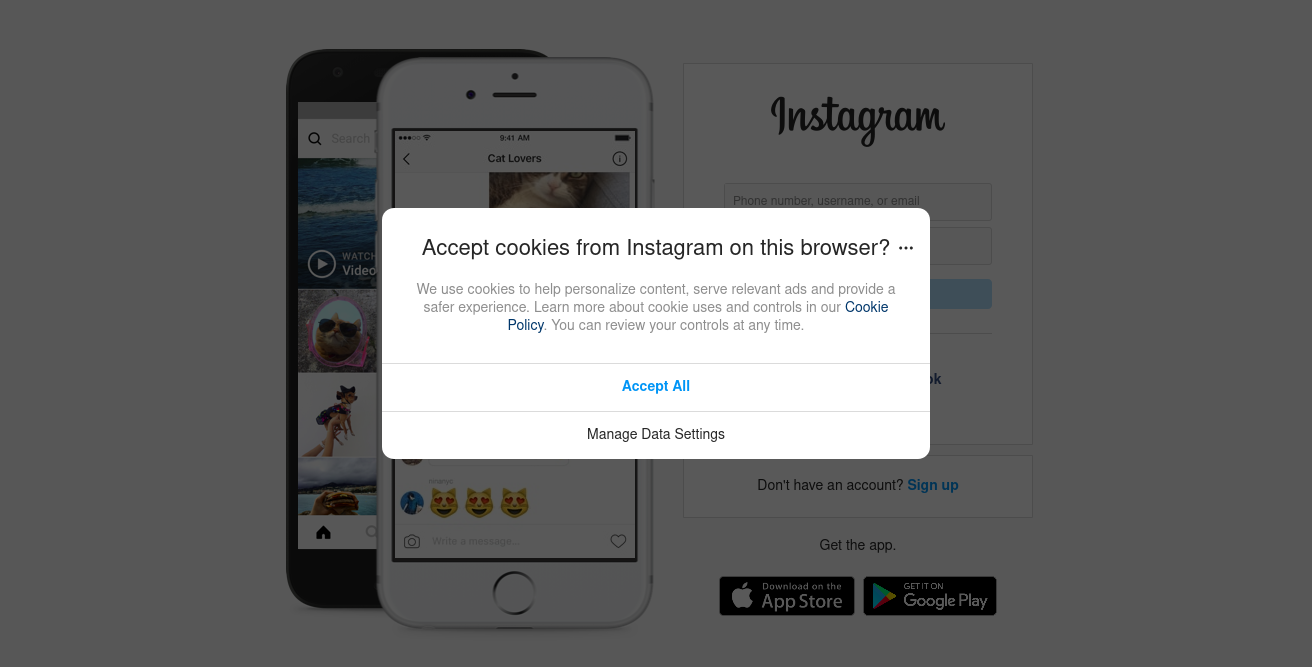 Search
9:41 AM
Cat Lovers
WATCH
Video
Instagram
Phone number, username, or email
Accept cookies from Instagram on this browser?
We use cookies to help personalize content, serve relevant ads and provide a
safer experience. Learn more about cookie uses and controls in our Cookie
Policy. You can review your controls at any time.
Accept All
Manage Data Settings
ok
Write a message...
Don't have an account? Sign up
Get the app.
Download on the
App Store
GET IT ON
Google Play